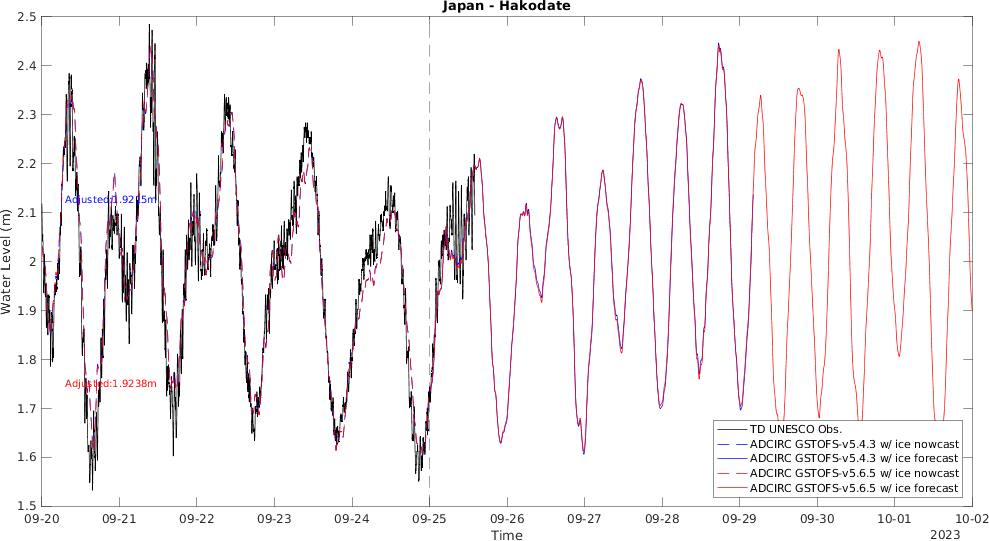 Japan - Hakodate
Water Level (m)
2.5
2.4
2.3
2.2
2.1
2
1.9
1.8
1.7
1.6
1.5
Adjusted:1.9215m
Adjusted:1.9238m
TD UNESCO Obs.
ADCIRC GSTOFS-v5.4.3 w/ ice nowcast
ADCIRC GSTOFS-v5.4.3 w/ ice forecast
ADCIRC GSTOFS-v5.6.5 w/ ice nowcast
ADCIRC GSTOFS-v5.6.5 w/ ice forecast
09-20 09-21 09-22 09-23 09-24 09-25 09-26 09-27 09-28 09-29 09-30 10-01 10-02
Time
2023